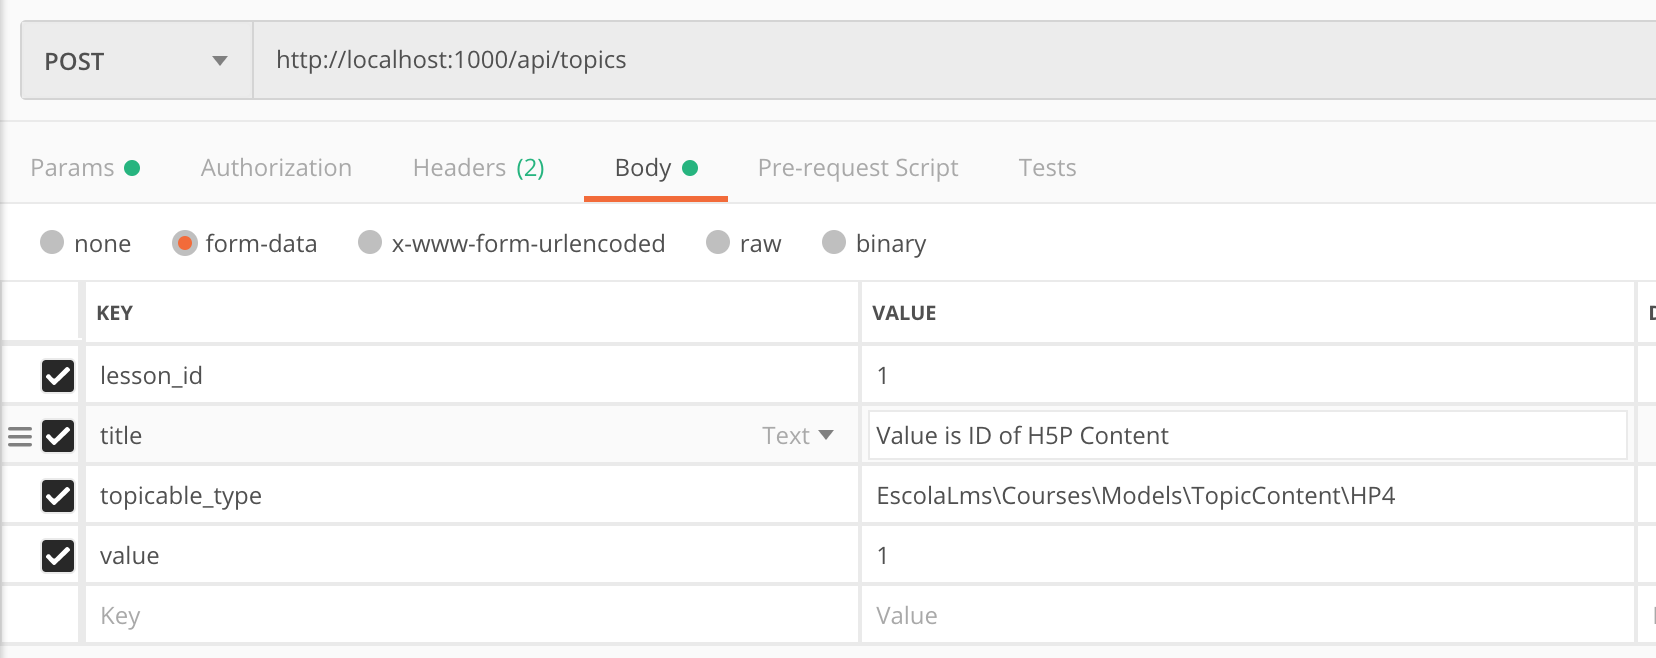 POST http://localhost:1000/api/topics
Params Authorization Headers (2) Body Pre-request Script Tests
none form-data x-www-form-urlencoded raw binary
KEY VALUE
lesson_id 1
title Text Value is ID of H5P Content
topicable_type EscolaLms\Courses\Models\TopicContent\HP4
value 1
Key Value